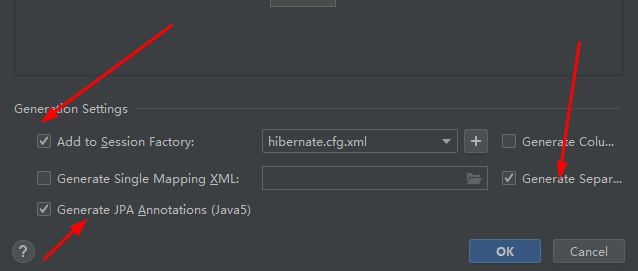 Generation Settings
Add to Session Factory: hibernate.cfg.xml + Generate Colu...
Generate Single Mapping XML: Generate Separ...
Generate JPA Annotations (Java5)
? OK Cancel